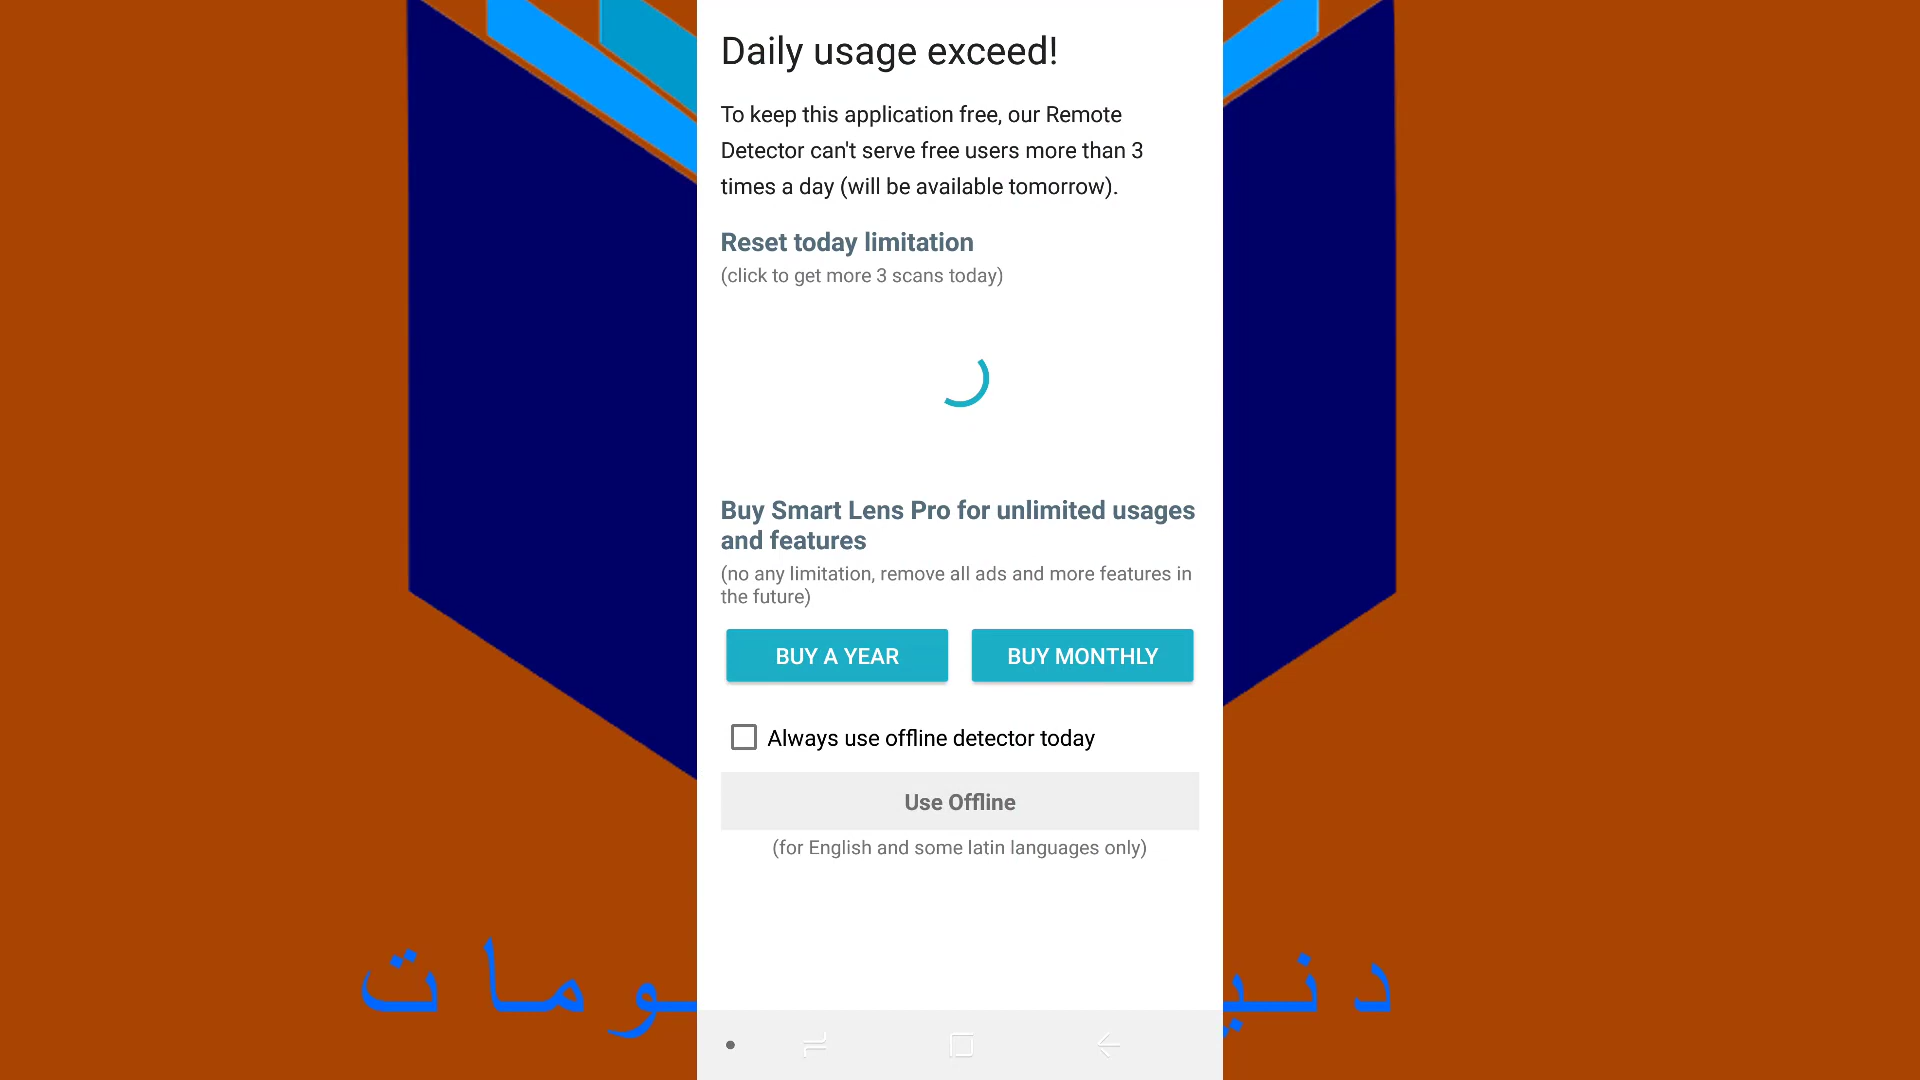 Daily usage exceed!
To keep this application free, our Remote
Detector can't serve free users more than 3
times a day (will be available tomorrow).
Reset today limitation
(click to get more 3 scans today)
Buy Smart Lens Pro for unlimited usages
and features
(no any limitation, remove all ads and more features in
the future)
BUY A YEAR BUY MONTHLY
Always use offline detector today
Use Offline
(for English and some latin languages only)